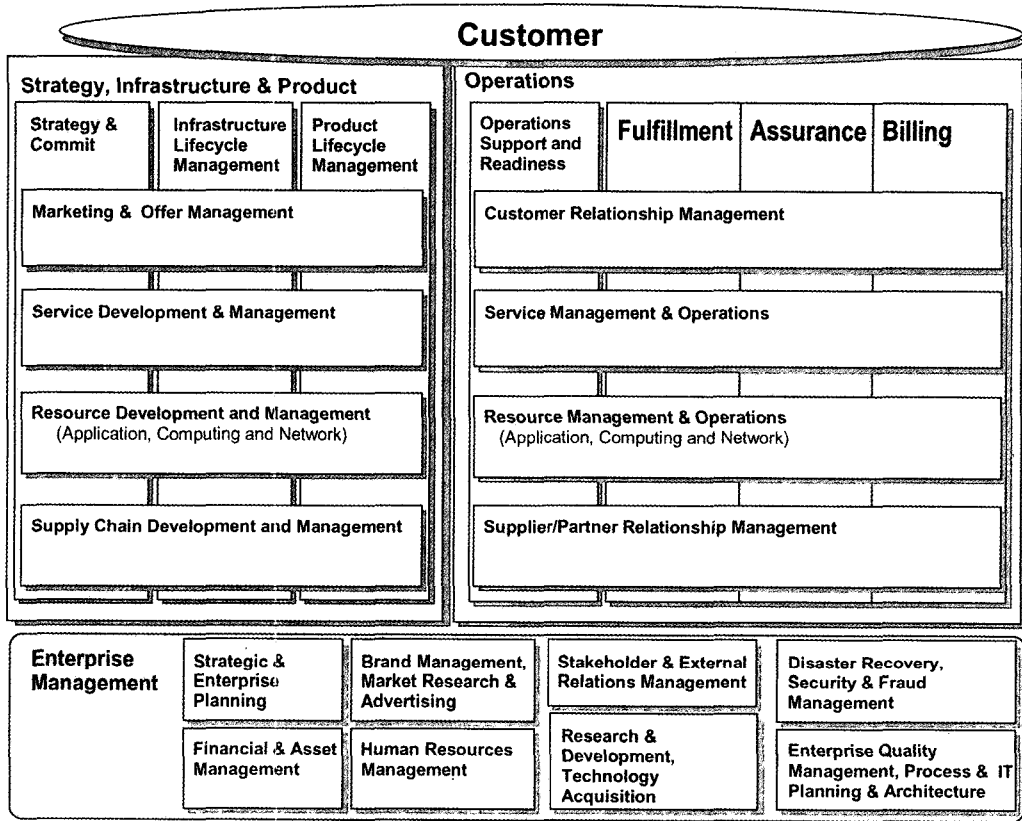 Customer
Strategy, Infrastructure & Product
Strategy &
Commit
Infrastructure
Lifecycle
Management
Product
Lifecycle
Management
Marketing & Offer Management
Service Development & Management
Resource Development and Management
(Application, Computing and Network)
Supply Chain Development and Management
Operations
Operations
Support and
Readiness
Fulfillment
Assurance
Billing
Customer Relationship Management
Service Management & Operations
Resource Management & Operations
(Application, Computing and Network)
Supplier/Partner Relationship Management
Enterprise
Management
Strategic &
Enterprise
Planning
Brand Management,
Market Research &
Advertising
Stakeholder & External
Relations Management
Disaster Recovery,
Security & Fraud
Management
Financial & Asset
Management
Human Resources
Management
Research &
Development,
Technology
Acquisition
Enterprise Quality
Management, Process & IT
Planning & Architecture